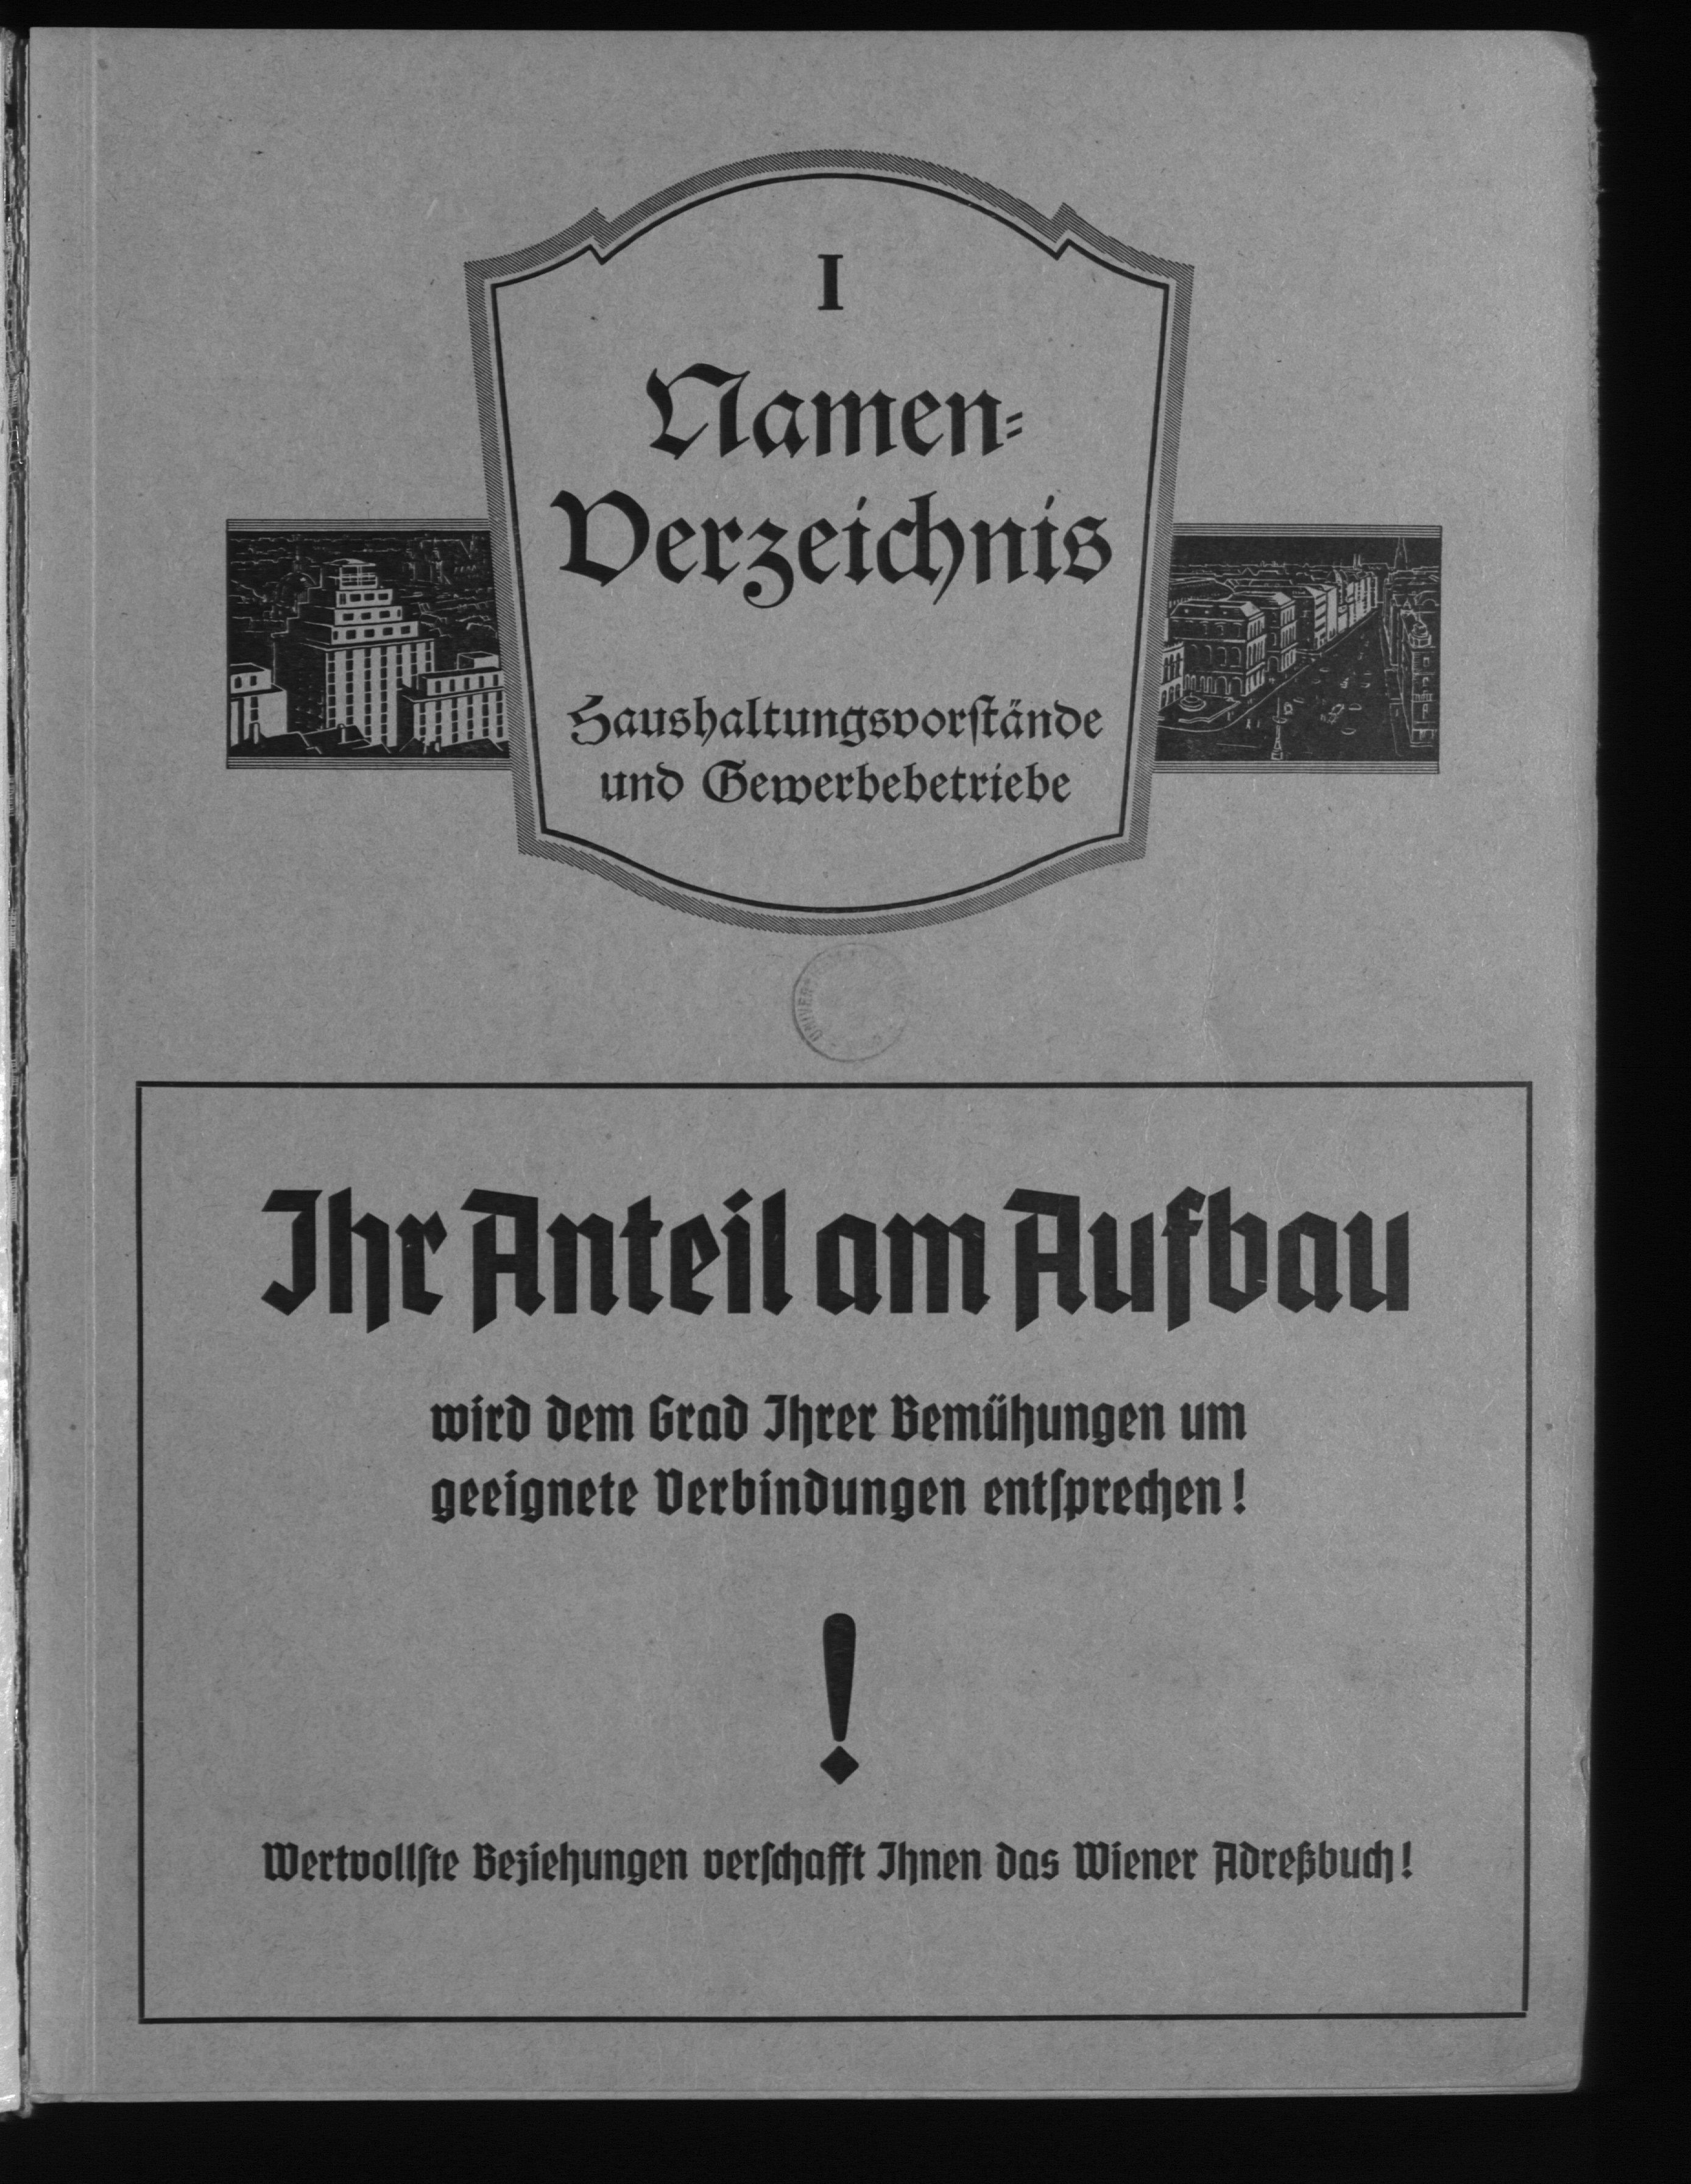 I
Namen-
Verzeichnis
Haushaltungsvorstände
und Gewerbebetriebe
Ihr Anteil am Aufbau
wird dem Grad Ihrer Bemühungen um
geeignete Verbindungen entsprechen!
!
Wertvollste Beziehungen verschafft Ihnen das Wiener Adreßbuch!